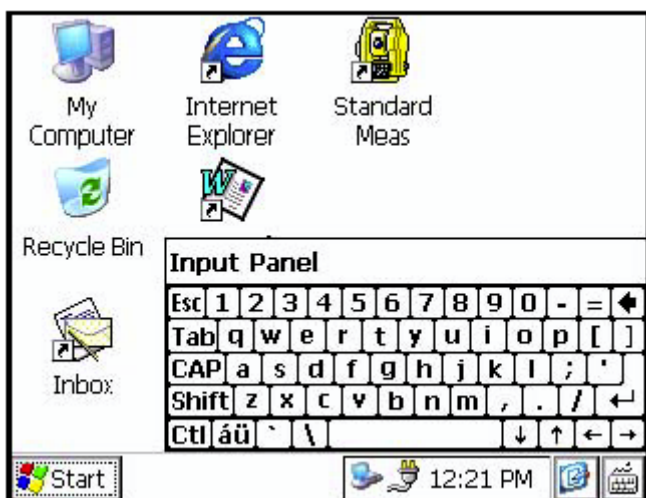 My
Computer
Internet
Explorer
Standard
Meas
Recycle Bin
Inbox
Input Panel
Esc 1 2 3 4 5 6 7 8 9 0 - =
Tab q w e r t y u i o p [ ]
CAP a s d f g h j k l ; '
Shift z x c v b n m , . / ↵
Ctl áü ` \ ↓ ↑ ← →
Start 12:21 PM